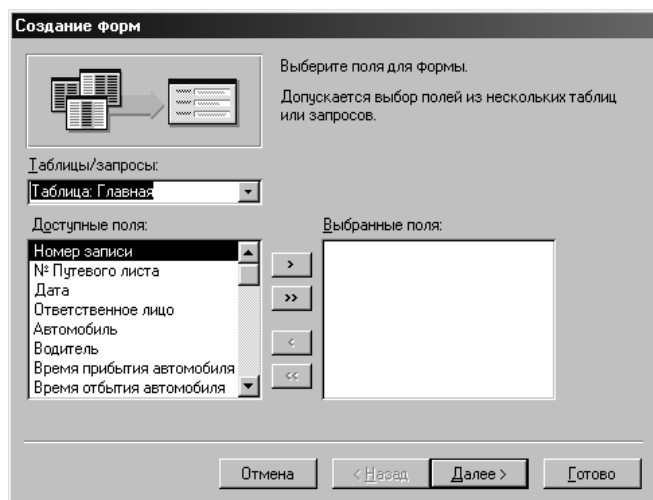 Создание форм
Выберите поля для формы.
Допускается выбор полей из нескольких таблиц
или запросов.
Таблицы/запросы:
Таблица: Главная
Доступные поля:
Выбранные поля:
Номер записи
№ Путевого листа
Дата
Ответственное лицо
Автомобиль
Водитель
Время прибытия автомобиля
Время отбытия автомобиля
>
>>
<
<<
Отмена
< Назад
Далее >
Готово